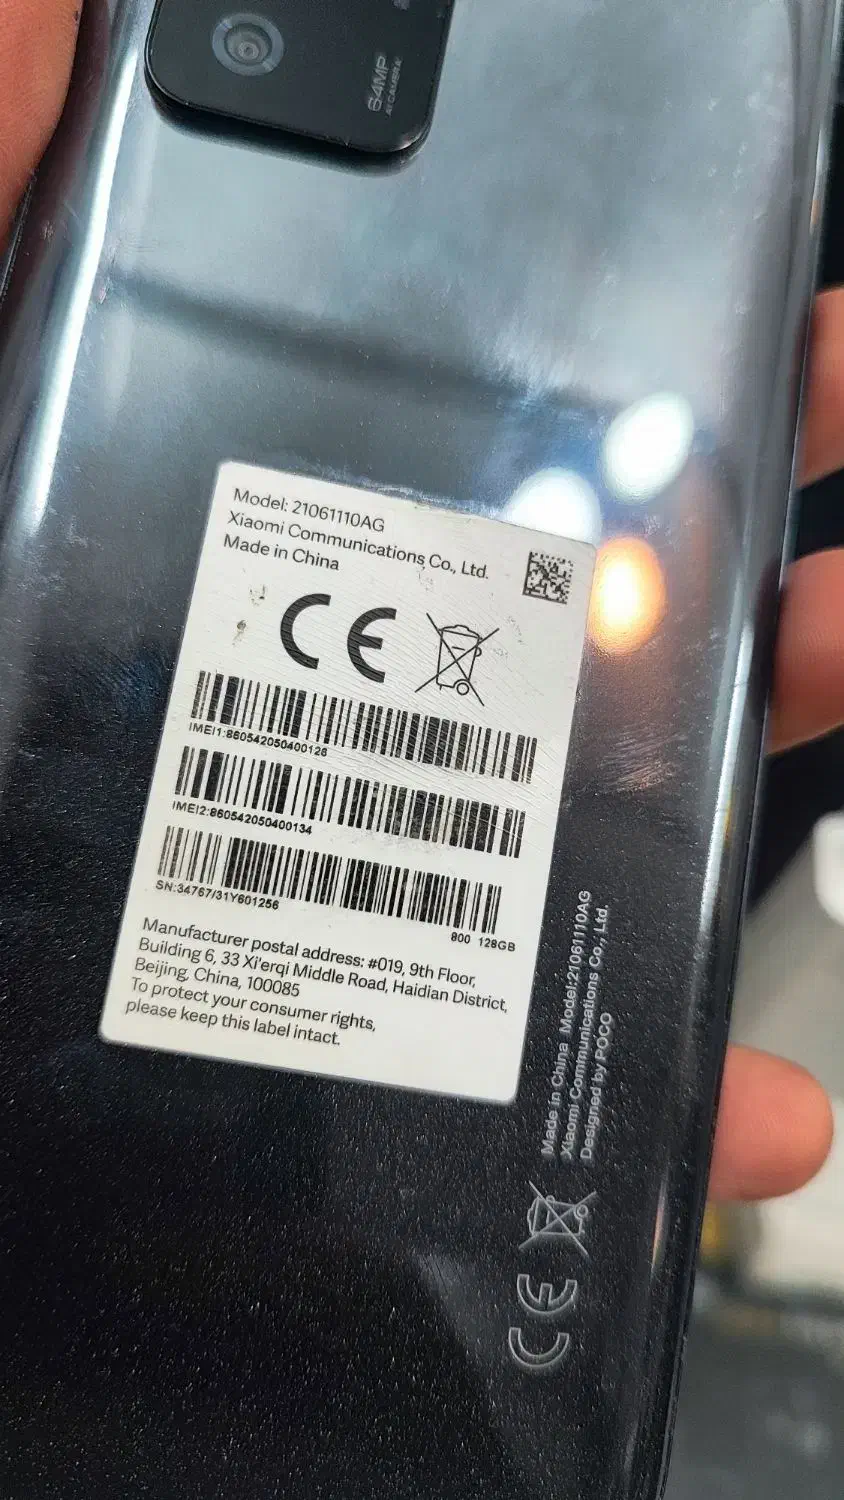 64MP
AI CAMERA
Model: 21061110AG
Xiaomi Communications Co., Ltd.
Made in China
CE
IMEI1:860542050400126
IMEI2:860542050400134
SN:34767/31Y601256
800 128GB
Manufacturer postal address: #019, 9th Floor,
Building 6, 33 Xi'erqi Middle Road, Haidian District,
Beijing, China, 100085
To protect your consumer rights,
please keep this label intact.
Made in China Model:21061110AG
Xiaomi Communications Co., Ltd.
Designed by POCO
CE